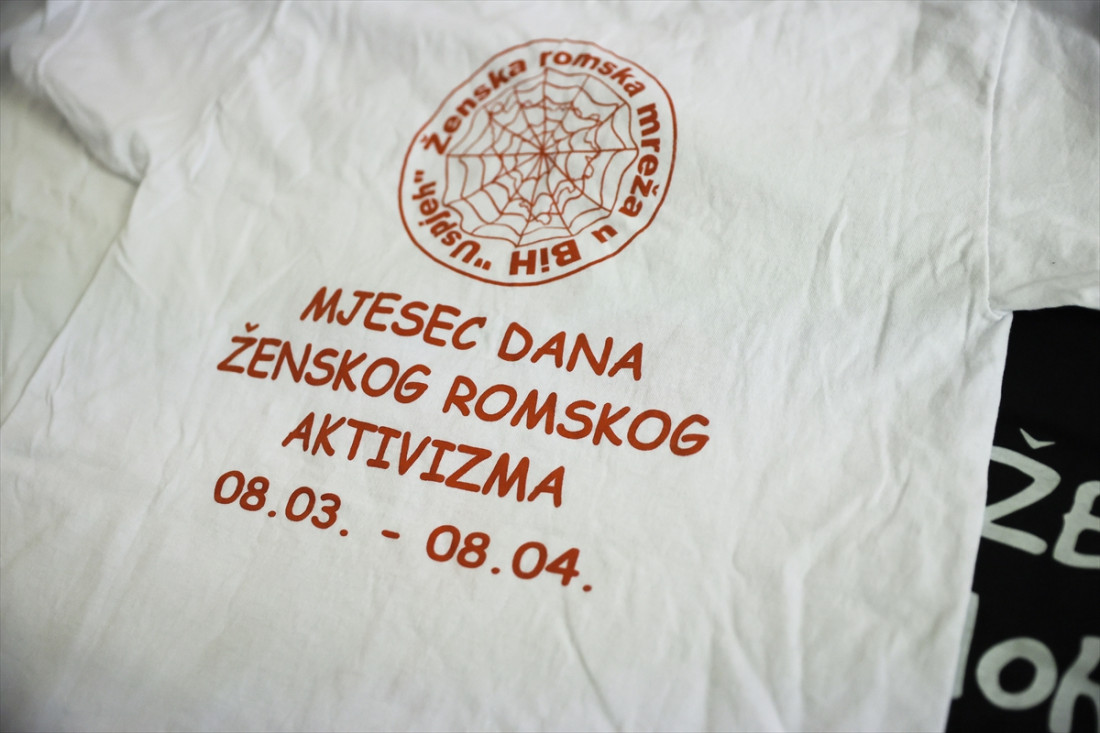 Ženska romska mreža u BiH "Uspjeh"
MJESEC DANA
ŽENSKOG ROMSKOG
AKTIVIZMA
08.03. - 08.04.